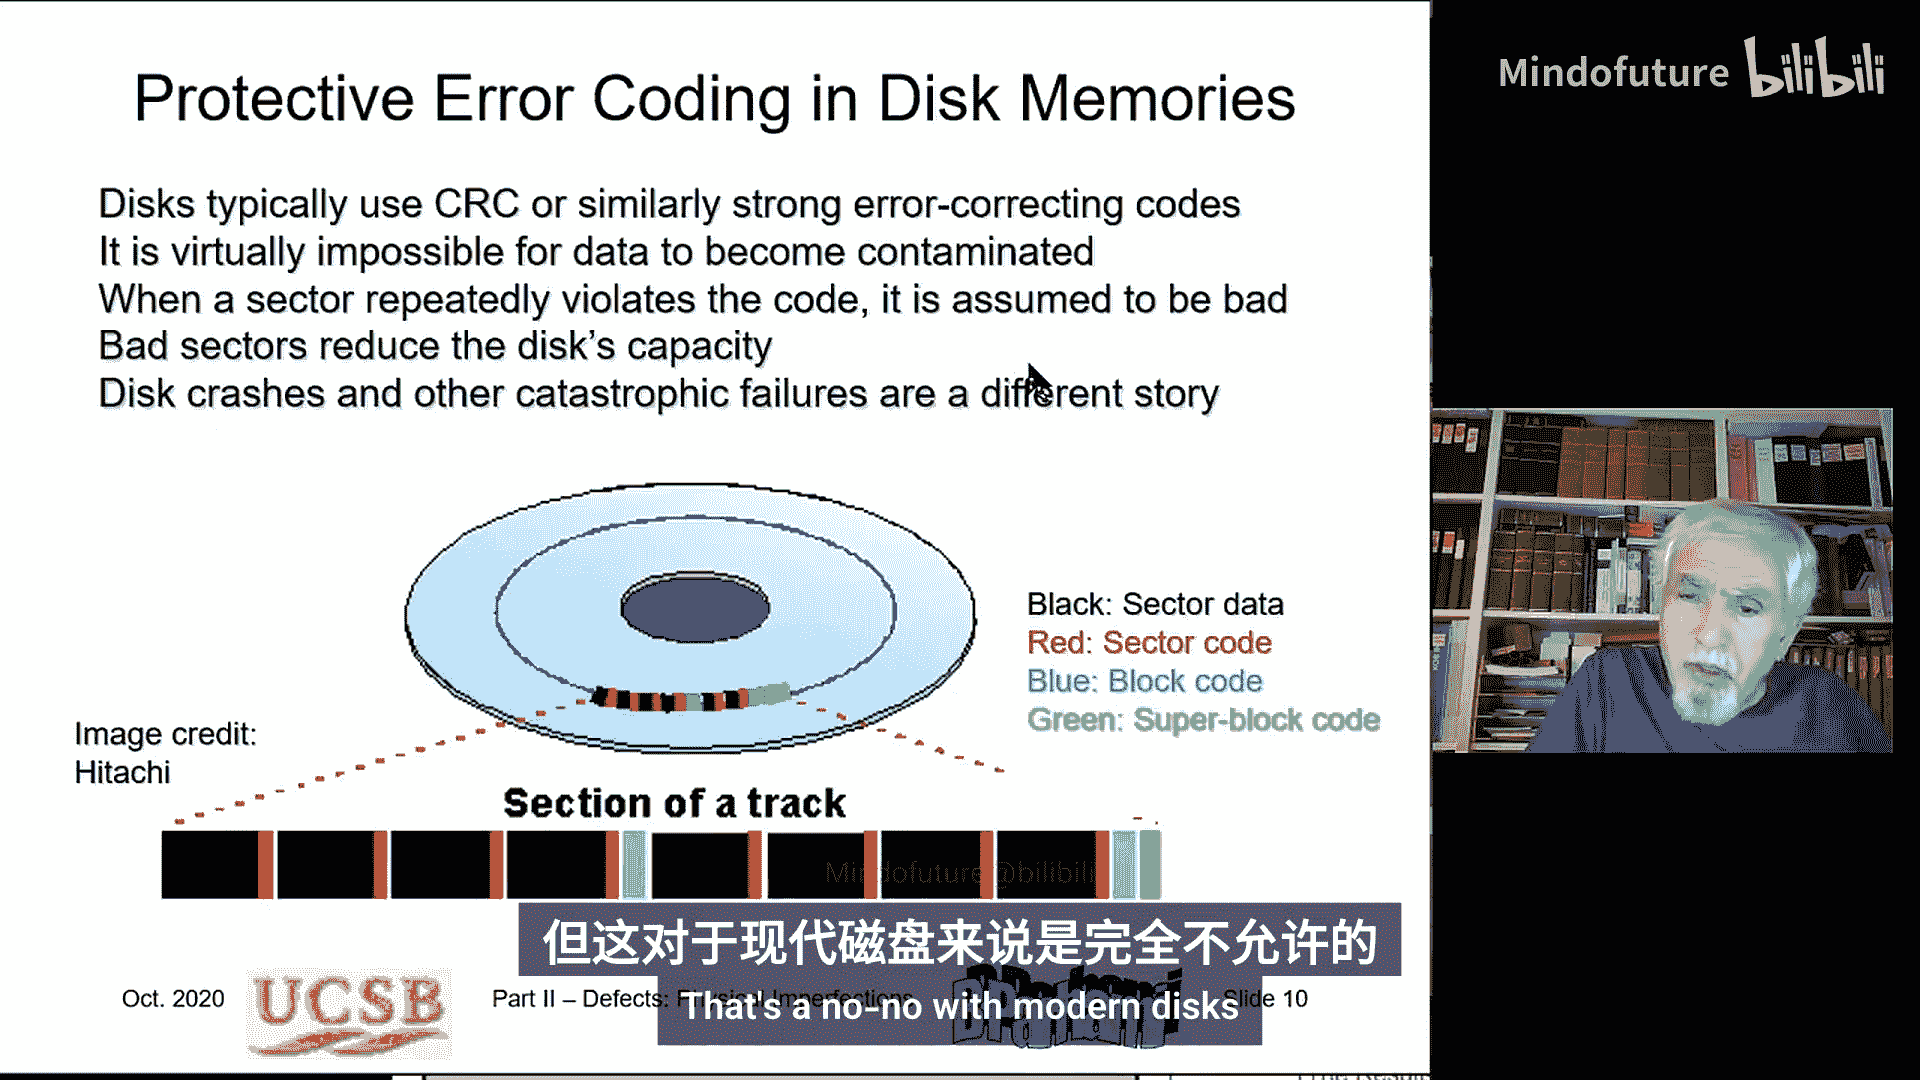 Protective Error Coding in Disk Memories
Mindofuture bilibili
Disks typically use CRC or similarly strong error-correcting codes
It is virtually impossible for data to become contaminated
When a sector repeatedly violates the code, it is assumed to be bad
Bad sectors reduce the disk’s capacity
Disk crashes and other catastrophic failures are a different story
Black: Sector data
Red: Sector code
Blue: Block code
Green: Super-block code
Image credit:
Hitachi
Section of a track
Mindofuture@bilibili
但这对于现代磁盘来说是完全不允许的
Oct. 2020
UCSB
Part II – Defects: Physical Imperfections
Slide 10
That's a no-no with modern disks